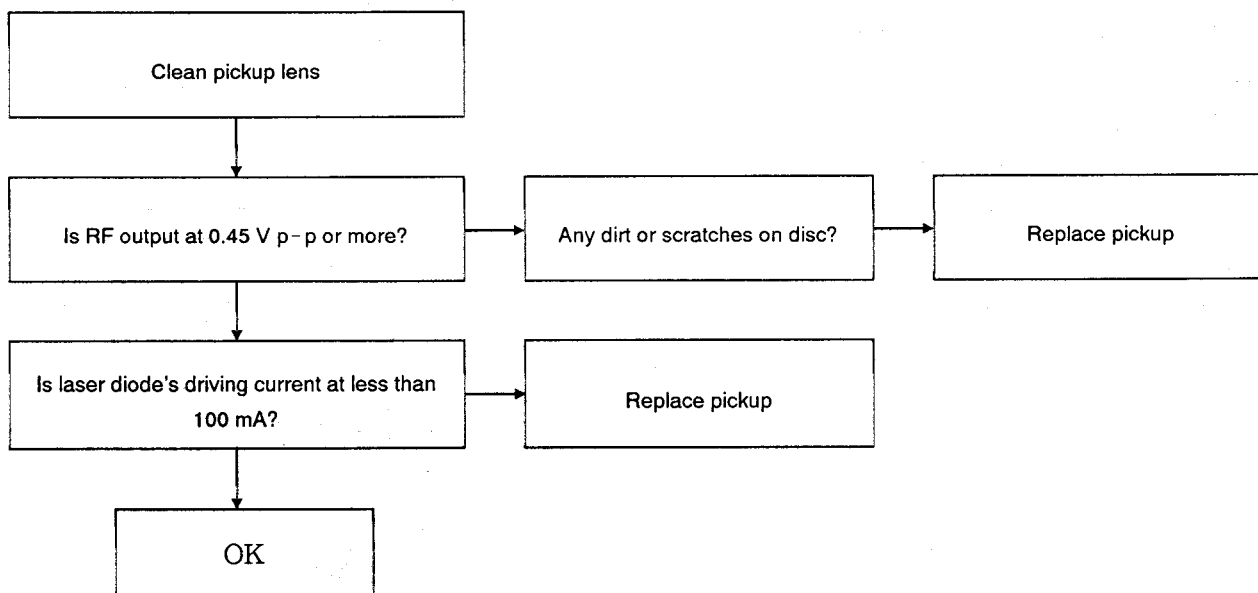 Clean pickup lens
Is RF output at 0.45 V p-p or more?
Any dirt or scratches on disc?
Replace pickup
Is laser diode's driving current at less than
100 mA?
Replace pickup
OK